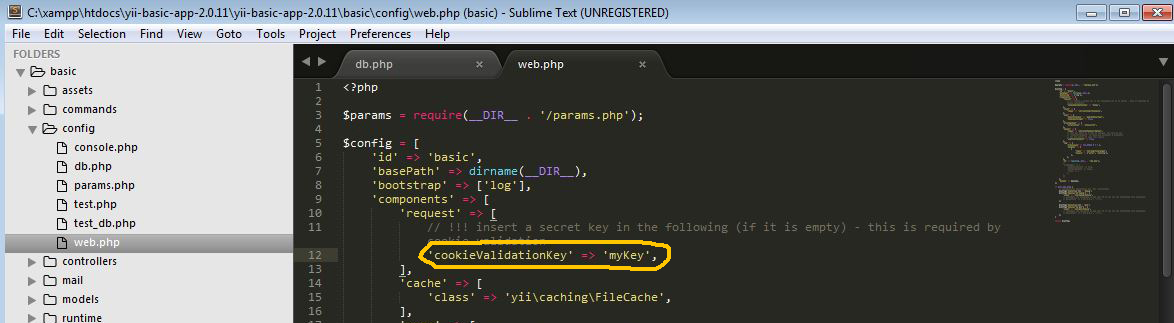 C:\xampp\htdocs\yii-basic-app-2.0.11\yii-basic-app-2.0.11\basic\config\web.php (basic) - Sublime Text (UNREGISTERED)
File Edit Selection Find View Goto Tools Project Preferences Help
FOLDERS
basic
assets
commands
config
console.php
db.php
params.php
test.php
test_db.php
web.php
controllers
mail
models
runtime
db.php × web.php ×
1 <?php
2
3 $params = require(__DIR__ . '/params.php');
4
5 $config = [
6 'id' => 'basic',
7 'basePath' => dirname(__DIR__),
8 'bootstrap' => ['log'],
9 'components' => [
10 'request' => [
11 // !!! insert a secret key in the following (if it is empty) - this is required by
cookie validation
12 'cookieValidationKey' => 'myKey',
13 ],
14 'cache' => [
15 'class' => 'yii\caching\FileCache',
16 ],